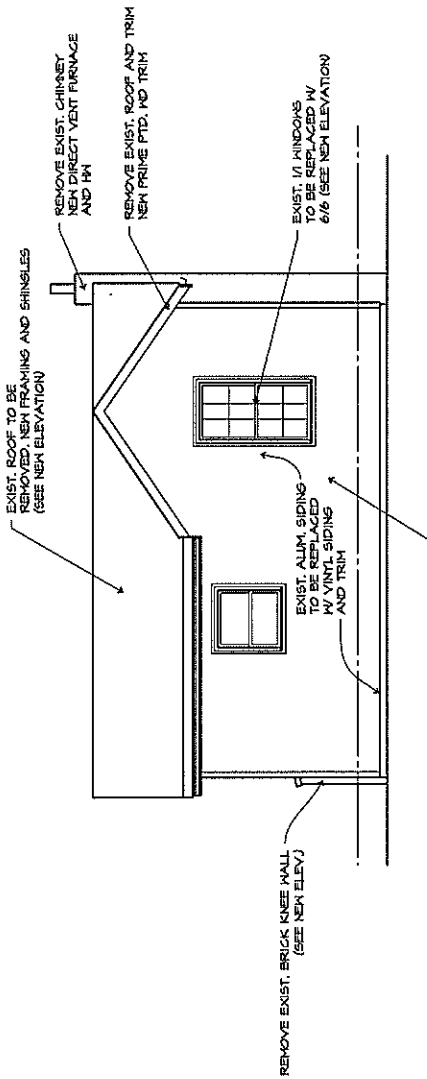 REMOVE EXIST. CHIMNEY
NEW DIRECT VENT FURNACE
AND HW
REMOVE EXIST. ROOF AND TRIM
NEW PRIME PTD. WD TRIM
EXIST. 1/1 WINDOWS
TO BE REPLACED W/
6/6 (SEE NEW ELEVATION)
EXIST. ROOF TO BE
REMOVED. NEW FRAMING AND SHINGLES
(SEE NEW ELEVATION)
EXIST. ALUM. SIDING
TO BE REPLACED
W/ VINYL SIDING
AND TRIM
REMOVE EXIST. BRICK KNEE WALL
(SEE NEW ELEV.)